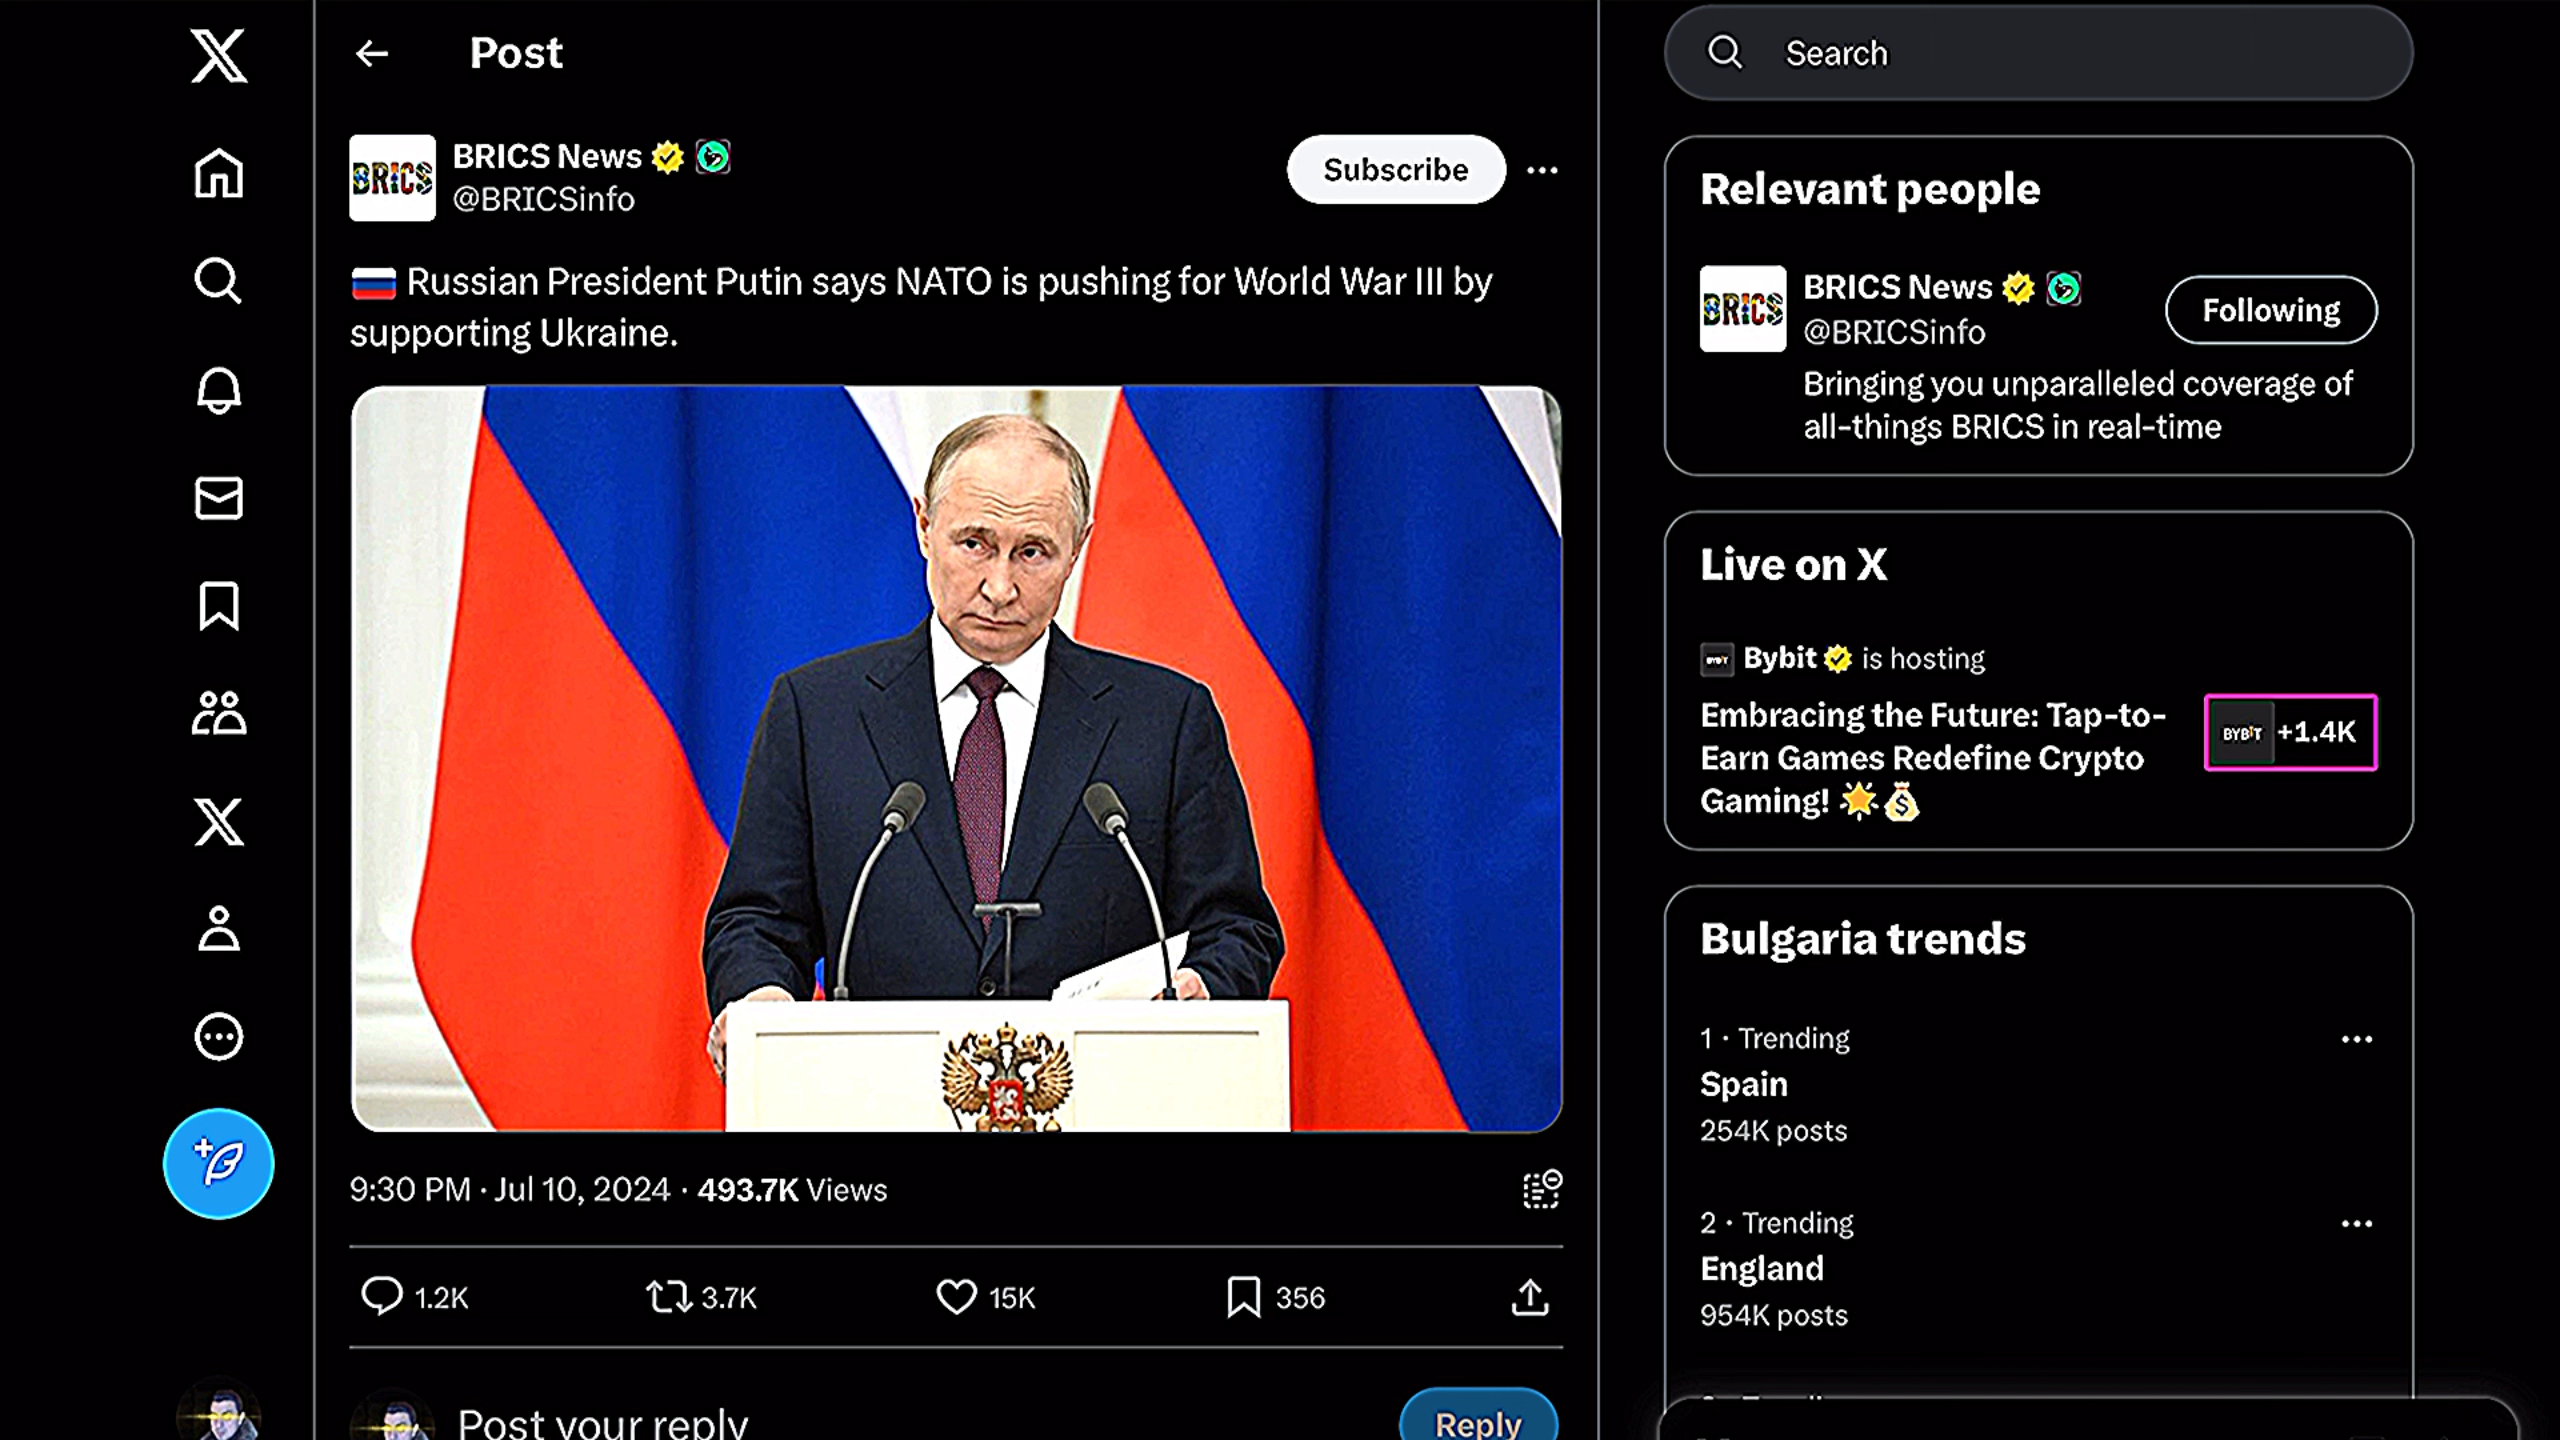 Post
BRICS
BRICS News
@BRICSinfo
Subscribe
Russian President Putin says NATO is pushing for World War III by
supporting Ukraine.
9:30 PM · Jul 10, 2024 · 493.7K Views
1.2K
3.7K
15K
356
Post your reply
Reply
Search
Relevant people
BRICS
BRICS News
@BRICSinfo
Following
Bringing you unparalleled coverage of
all-things BRICS in real-time
Live on X
BYBIT
Bybit is hosting
Embracing the Future: Tap-to-
Earn Games Redefine Crypto
Gaming!
BYBIT +1.4K
Bulgaria trends
1 · Trending
Spain
254K posts
2 · Trending
England
954K posts